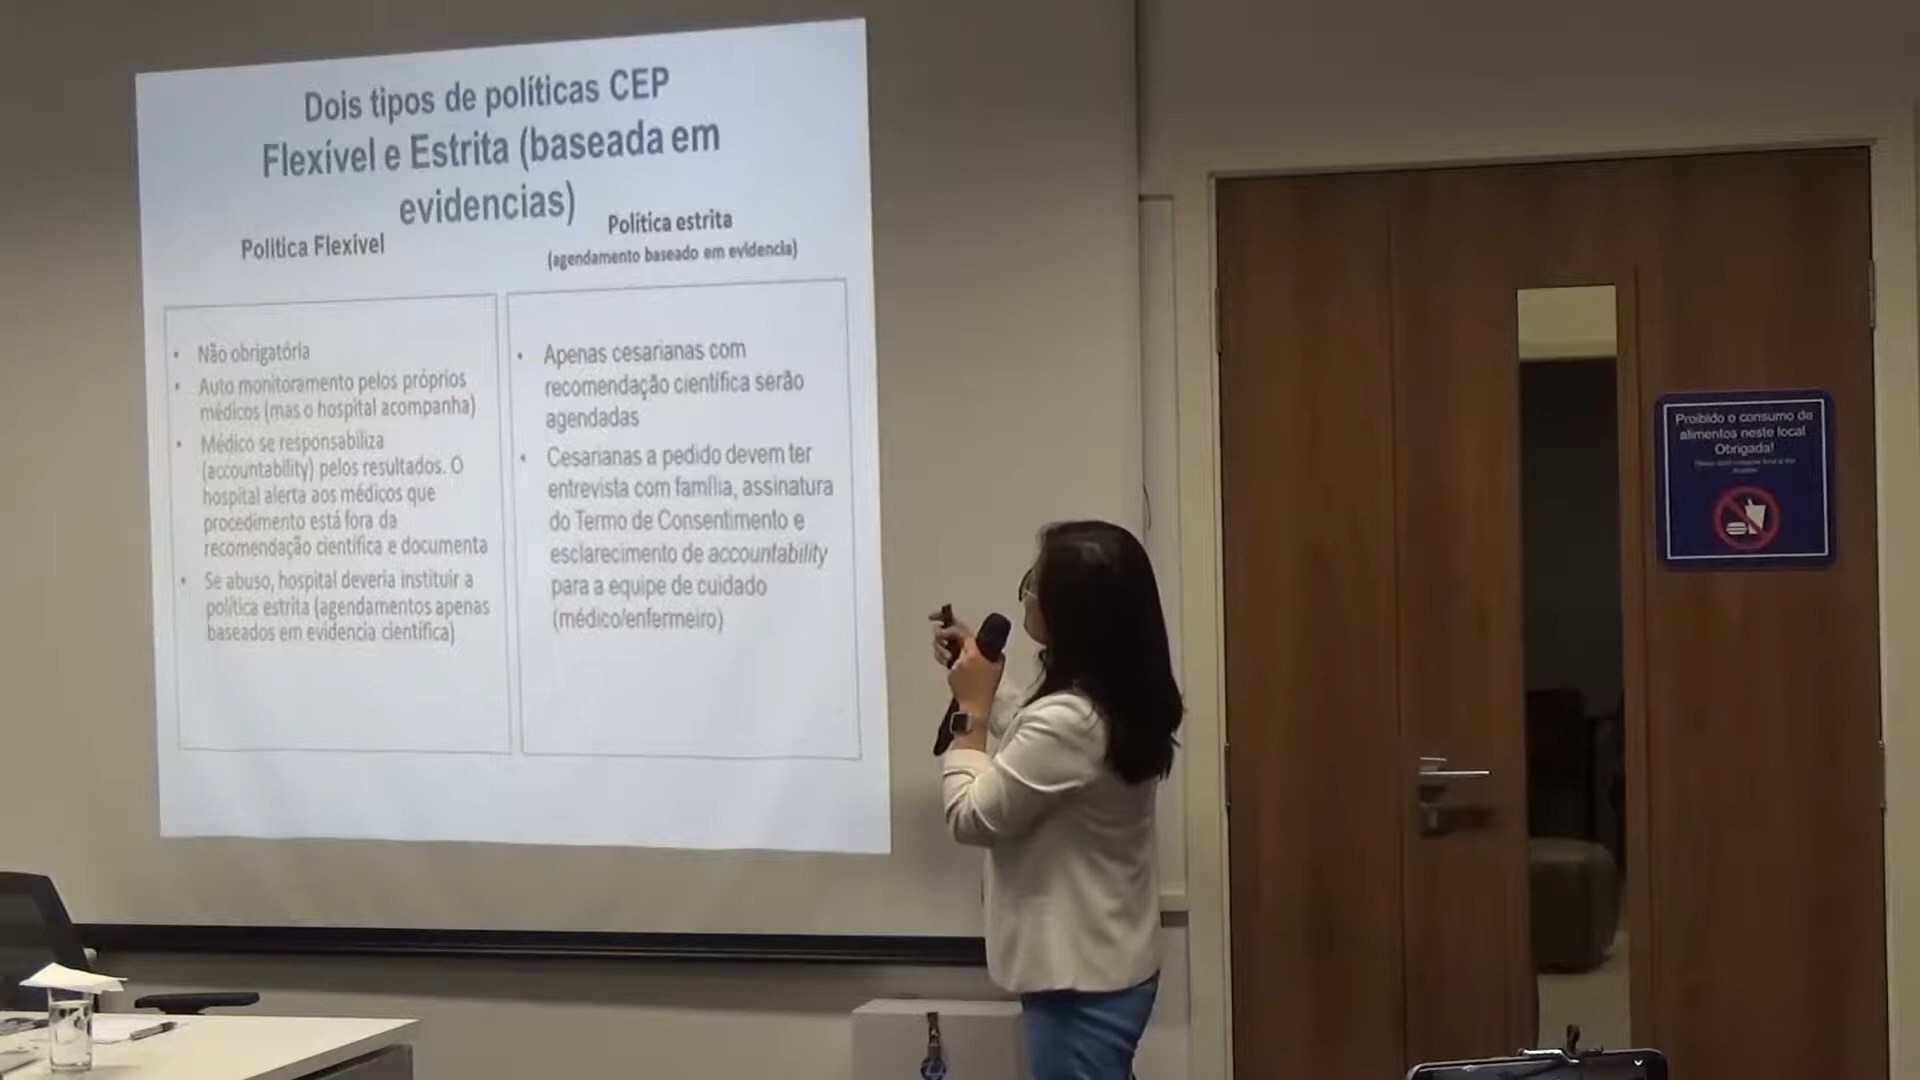 Dois tipos de políticas CEP
Flexível e Estrita (baseada em
evidencias)
Politica Flexível
Política estrita
(agendamento baseado em evidencia)
• Não obrigatória
• Auto monitoramento pelos próprios
médicos (mas o hospital acompanha)
• Médico se responsabiliza
(accountability) pelos resultados. O
hospital alerta aos médicos que
procedimento está fora da
recomendação científica e documenta
• Se abuso, hospital deveria instituir a
política estrita (agendamentos apenas
baseados em evidencia cientifica)
• Apenas cesarianas com
recomendação científica serão
agendadas
• Cesarianas a pedido devem ter
entrevista com família, assinatura
do Termo de Consentimento e
esclarecimento de accountability
para a equipe de cuidado
(médico/enfermeiro)
Proibido o consumo de
alimentos neste local
Obrigada!